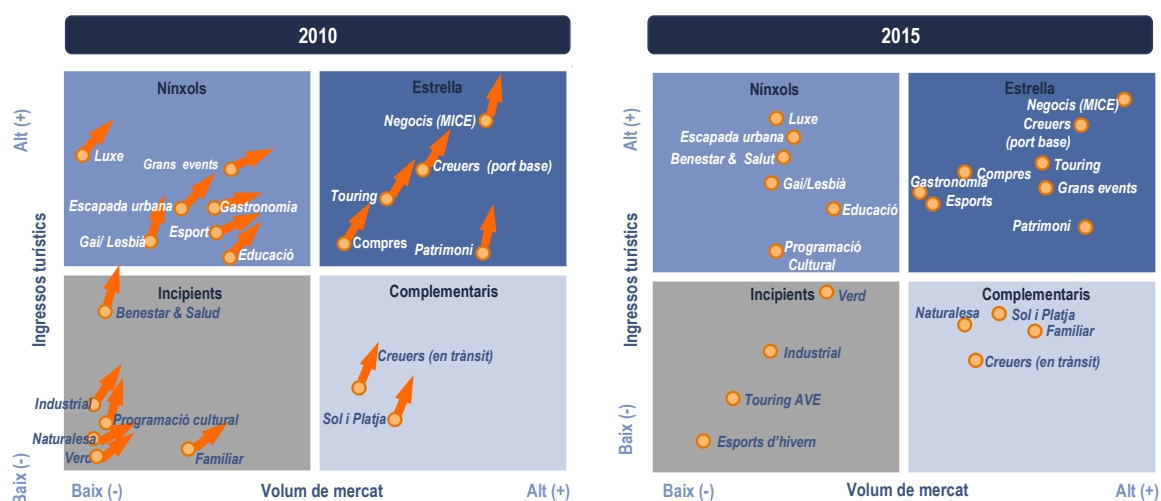 2010
Nínxols
Estrella
Negocis (MICE)
Luxe
Grans events
Creuers (port base)
Touring
Escapada urbana
Gastronomia
Esport
Gai/ Lesbià
Educació
Compres
Patrimoni
Incipients
Complementaris
Benestar & Salud
Creuers (en trànsit)
Industrial
Programació cultural
Sol i Platja
Naturalesa
Verd
Familiar
Alt (+)
Ingressos turístics
Baix (-)
Baix (-)
Volum de mercat
Alt (+)
2015
Nínxols
Estrella
Negocis (MICE)
Luxe
Creuers
(port base)
Escapada urbana
Benestar & Salut
Touring
Compres
Gai/Lesbià
Gastronomia
Grans events
Esports
Educació
Patrimoni
Programació
Cultural
Incipients
Complementaris
Verd
Naturalesa
Sol i Platja
Familiar
Industrial
Creuers (en trànsit)
Touring AVE
Esports d’hivern
Alt (+)
Ingressos turístics
Baix (-)
Baix (-)
Volum de mercat
Alt (+)